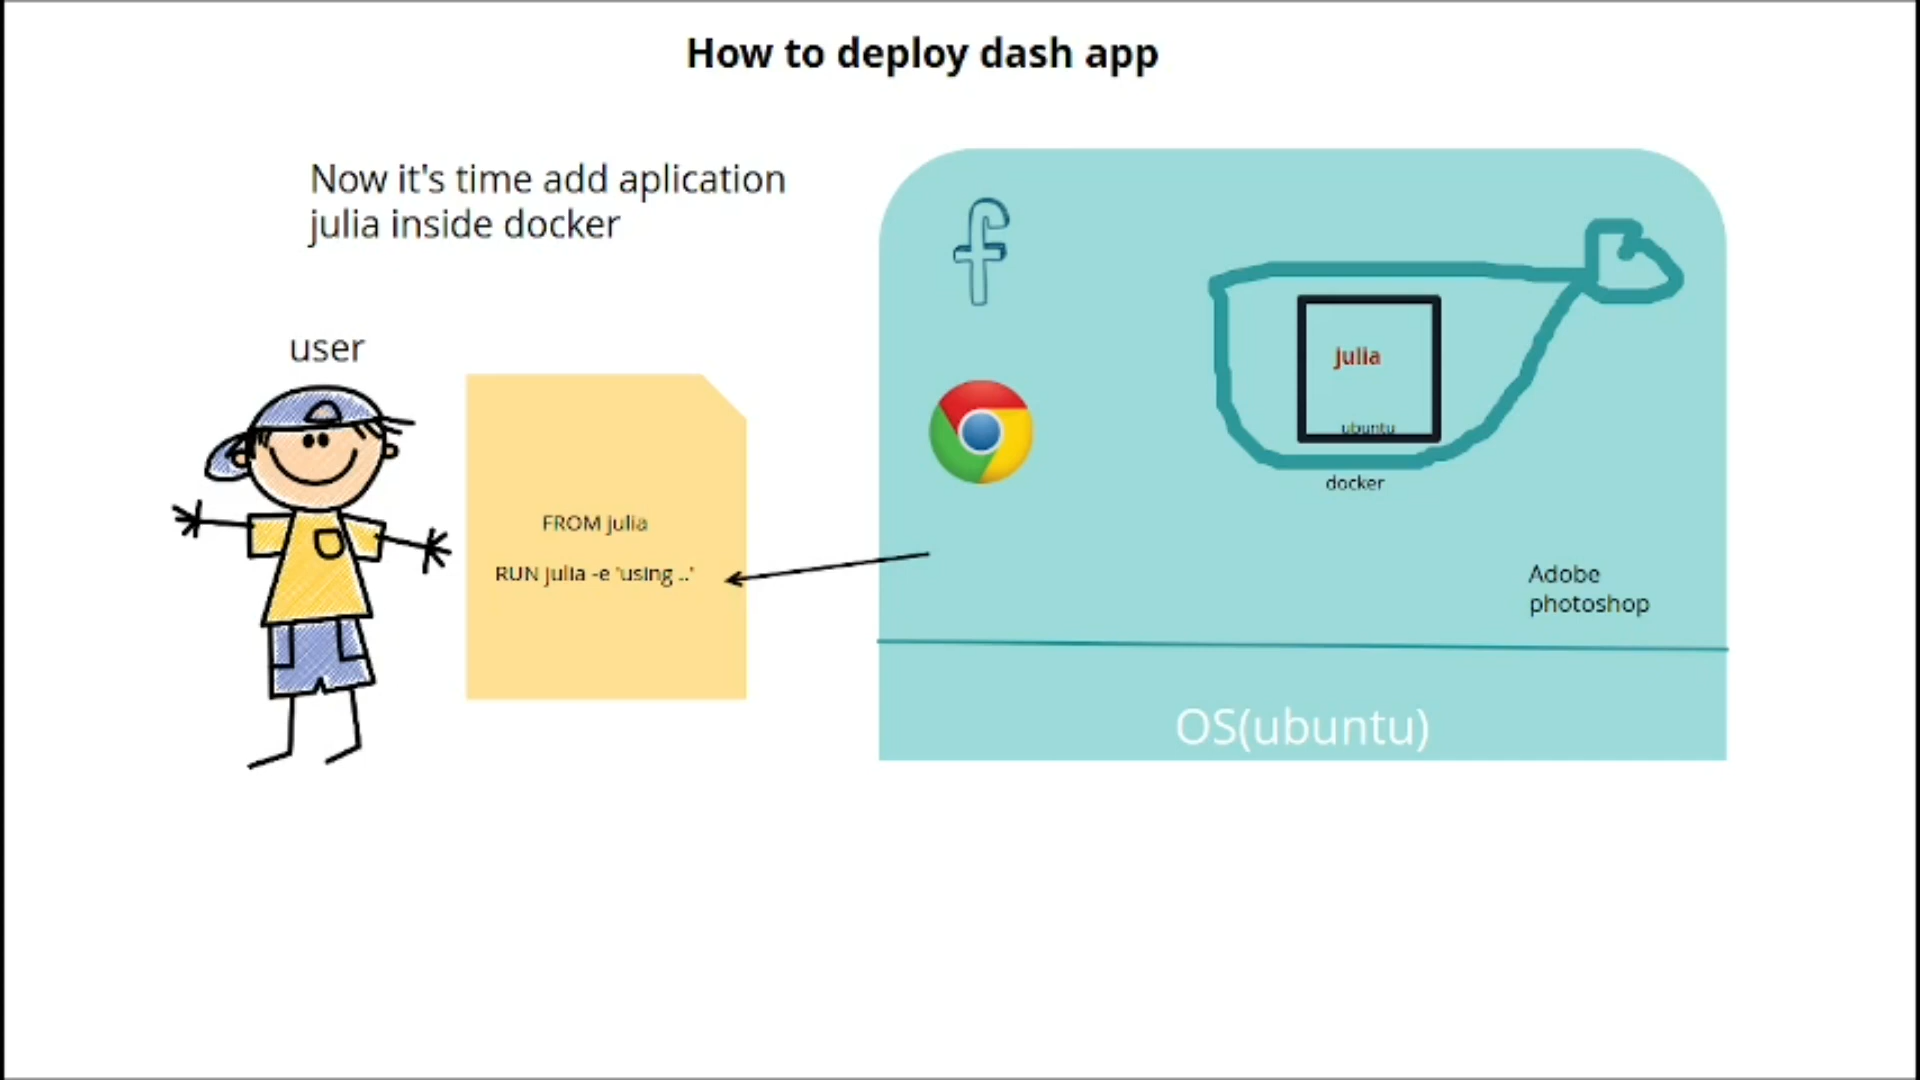 How to deploy dash app
Now it's time add aplication
julia inside docker
user
FROM julia
RUN julia -e 'using ..'
julia
ubuntu
docker
Adobe
photoshop
OS(ubuntu)